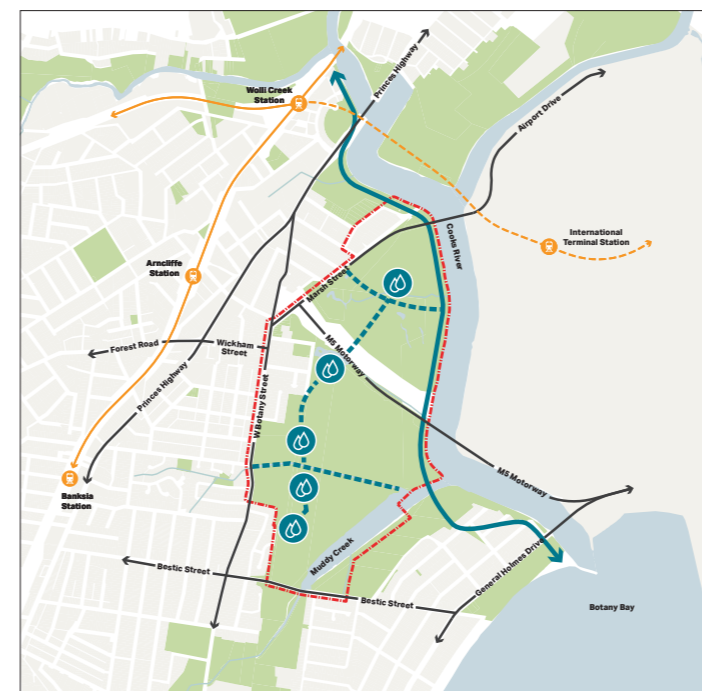 Princes Highway
Wolli Creek
Station
Airport Drive
Cooks River
International
Terminal Station
Arncliffe
Station
Marsh Street
Forest Road
Wickham
Street
M5 Motorway
Princes Highway
W Botany Street
Banksia
Station
M5 Motorway
Muddy Creek
General Holmes Drive
Bestic Street
Bestic Street
Botany Bay